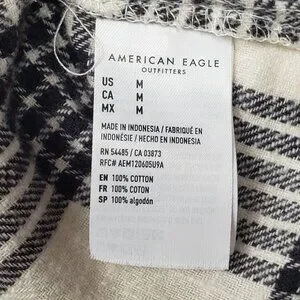 AMERICAN EAGLE
OUTFITTERS
US M
CA M
MX M
MADE IN INDONESIA / FABRIQUÉ EN
INDONÉSIE / HECHO EN INDONESIA
RN 54485 / CA 03873
RFC# AEM120605U9A
EN 100% COTTON
FR 100% COTON
SP 100% algodón